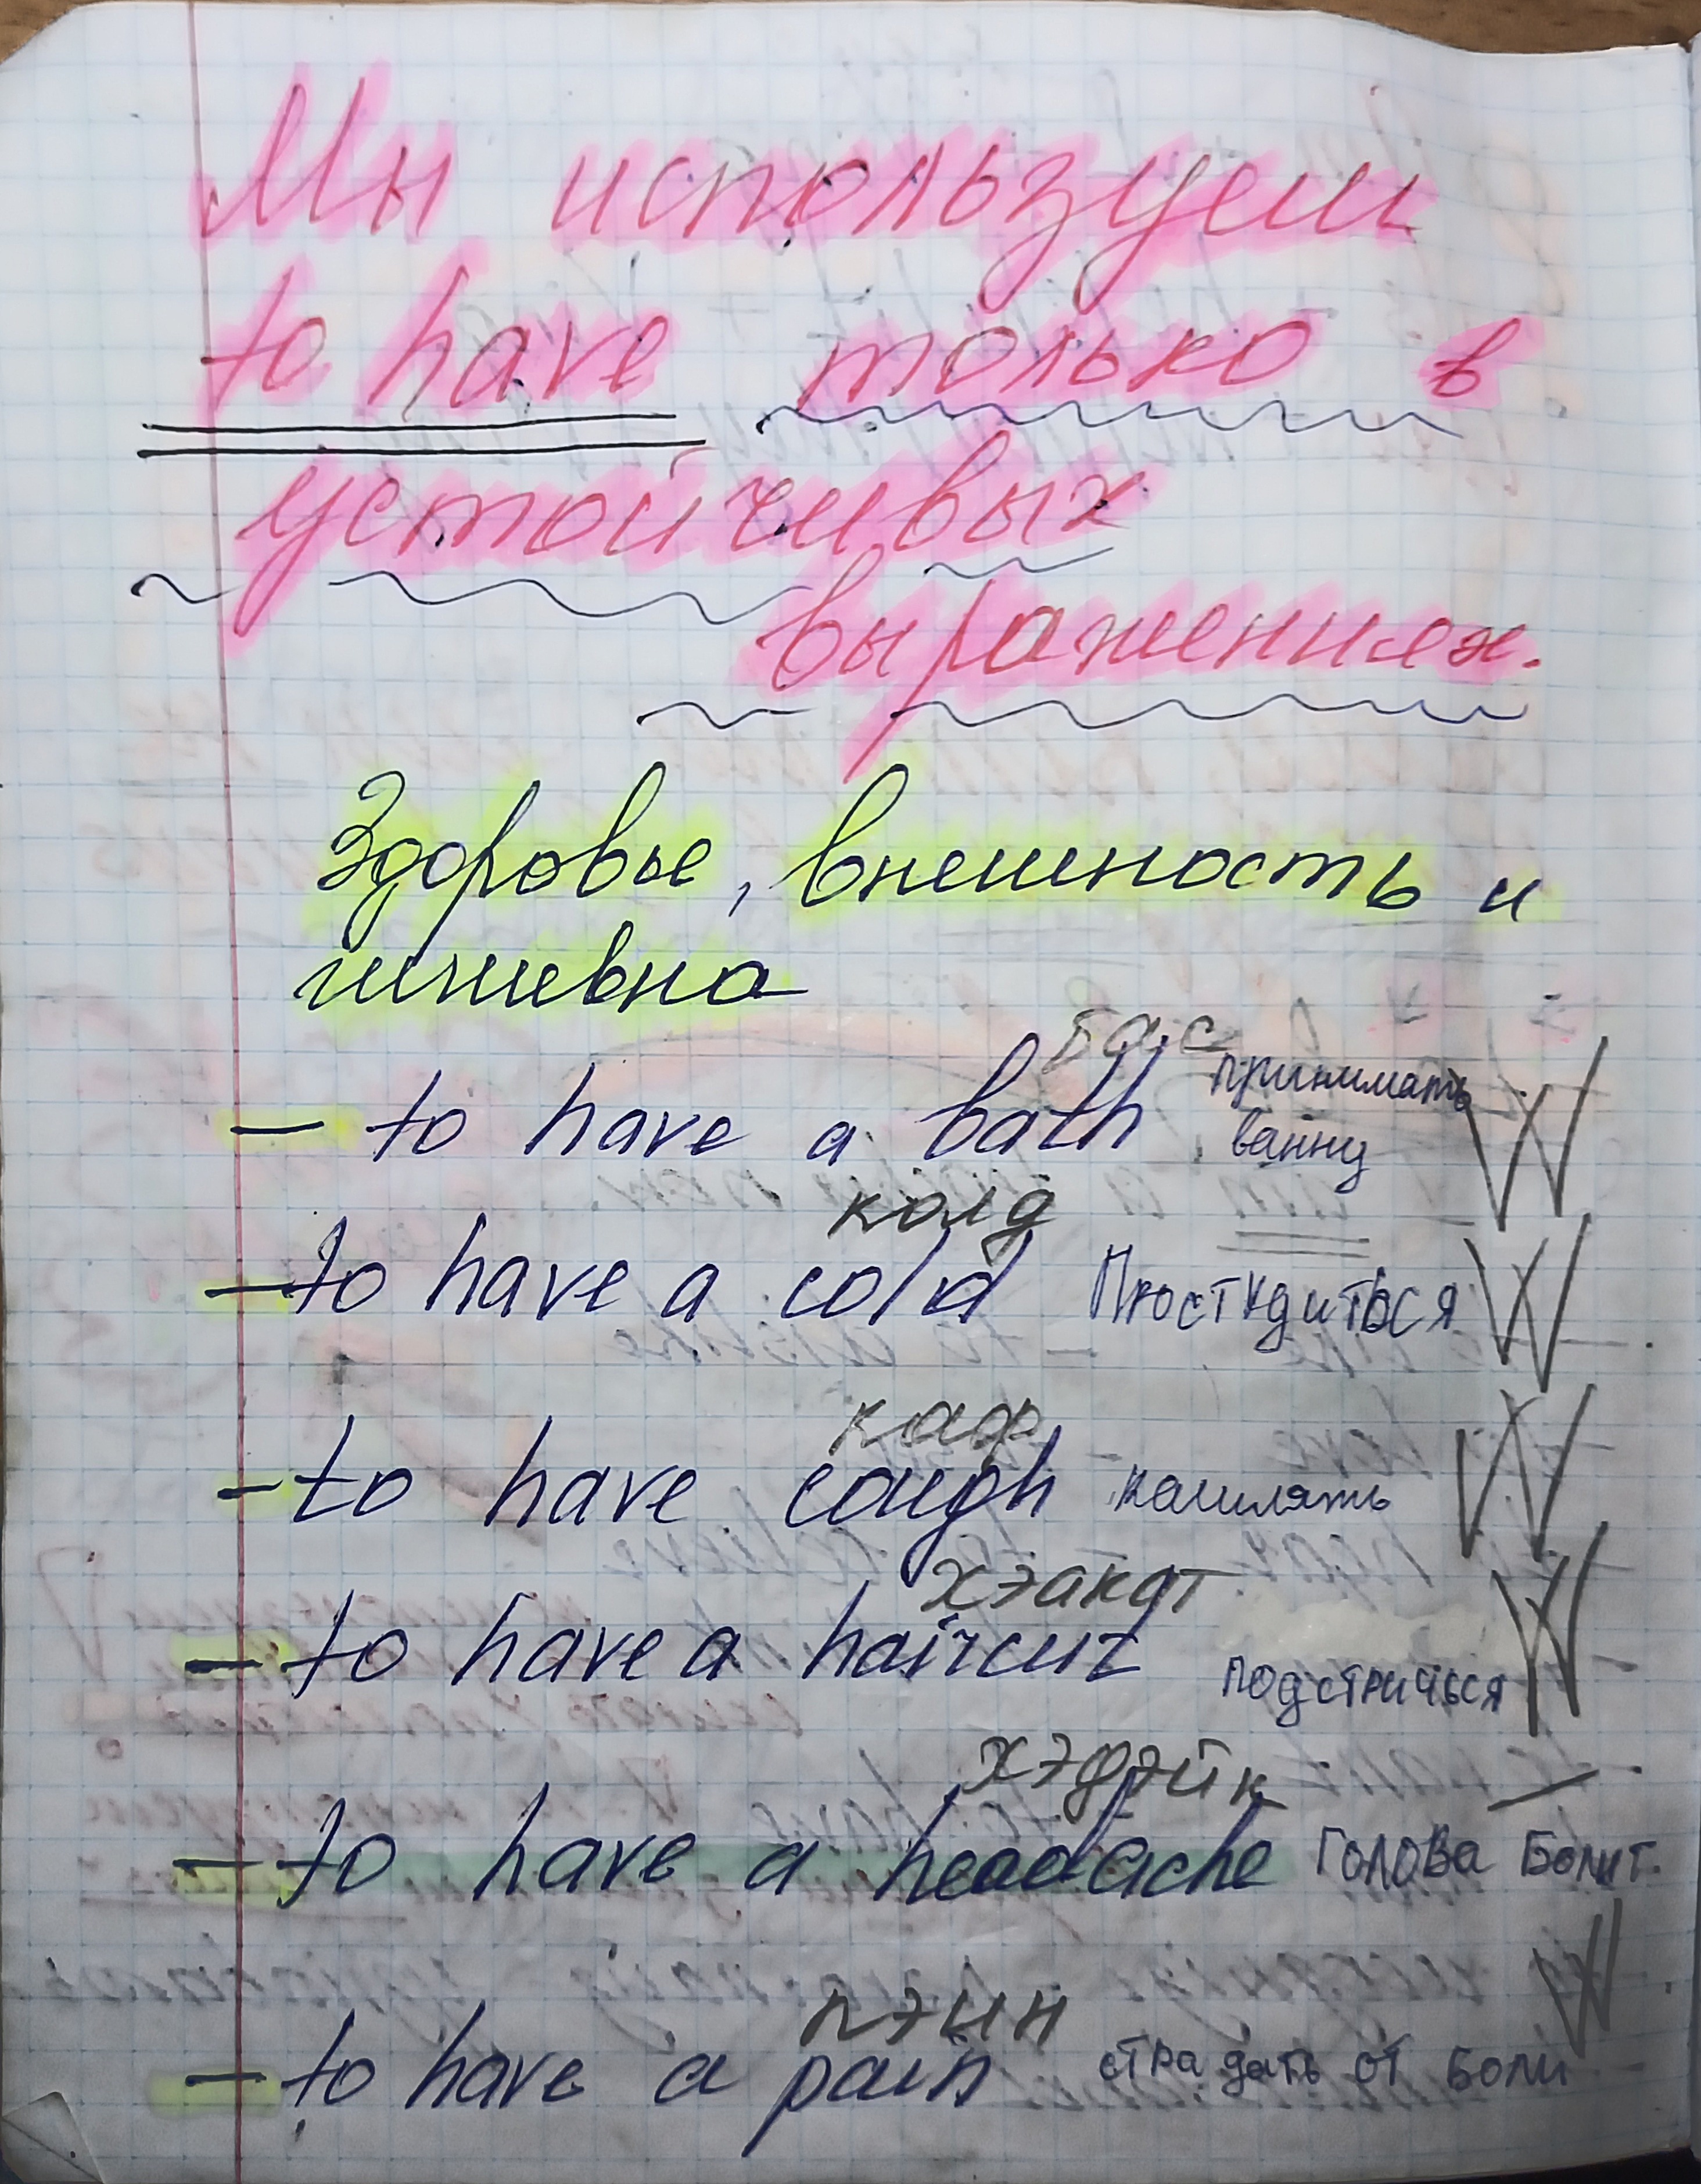 Мы используем
to have только в
устойчивых
выражениях.
Здоровье, внешность и
гигиена
бас
- to have a bath принимать
ванну
колд
- to have a cold Простудиться
каф
- to have cough кашлять
хэакат
- to have a haircut подстричься
хэдэйк
- to have a headache Голова Болит.
пэин
- to have a pain страдать от боли